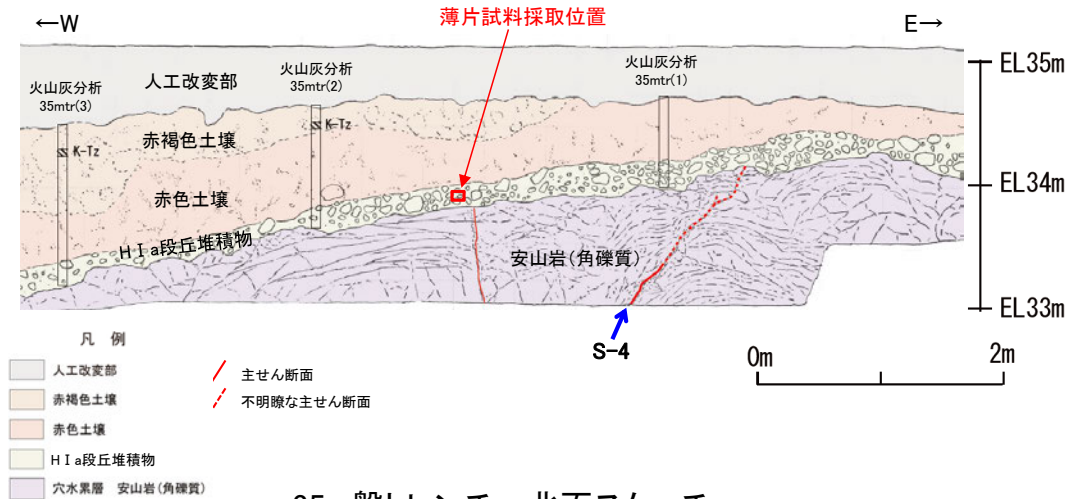 薄片試料採取位置
←W
E→
EL35m
火山灰分析
35mtr(3)
人工改変部
火山灰分析
35mtr(2)
火山灰分析
35mtr(1)
K-Tz
K-Tz
赤褐色土壌
赤色土壌
EL34m
HⅠa段丘堆積物
安山岩(角礫質)
EL33m
S-4
0m
2m
凡 例
人工改変部
赤褐色土壌
赤色土壌
HⅠa段丘堆積物
穴水累層 安山岩(角礫質)
主せん断面
不明瞭な主せん断面